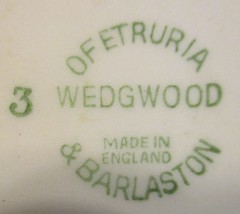 OF ETRURIA
3 WEDGWOOD
MADE IN
ENGLAND
& BARLASTON